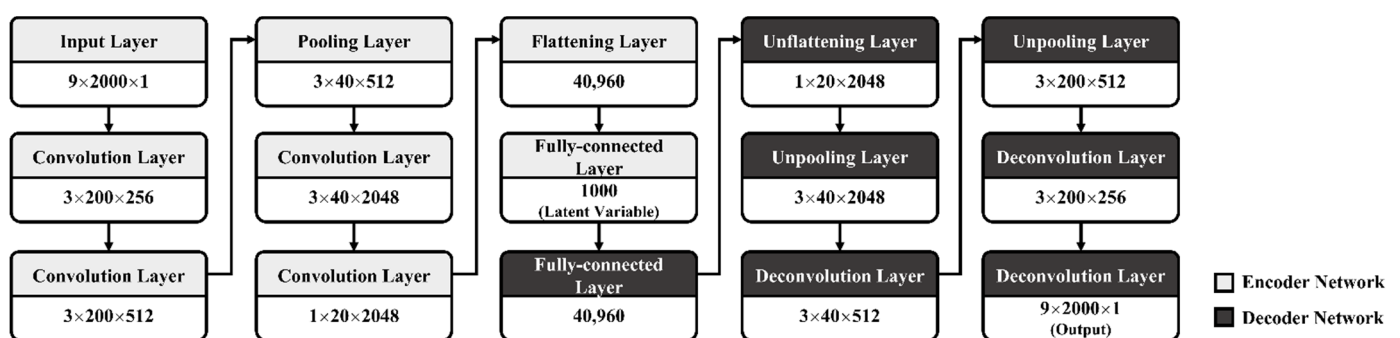 Input Layer
9×2000×1
Convolution Layer
3×200×256
Convolution Layer
3×200×512
Pooling Layer
3×40×512
Convolution Layer
3×40×2048
Convolution Layer
1×20×2048
Flattening Layer
40,960
Fully-connected
Layer
1000
(Latent Variable)
Fully-connected
Layer
40,960
Unflattening Layer
1×20×2048
Unpooling Layer
3×40×2048
Deconvolution Layer
3×40×512
Unpooling Layer
3×200×512
Deconvolution Layer
3×200×256
Deconvolution Layer
9×2000×1
(Output)
Encoder Network
Decoder Network